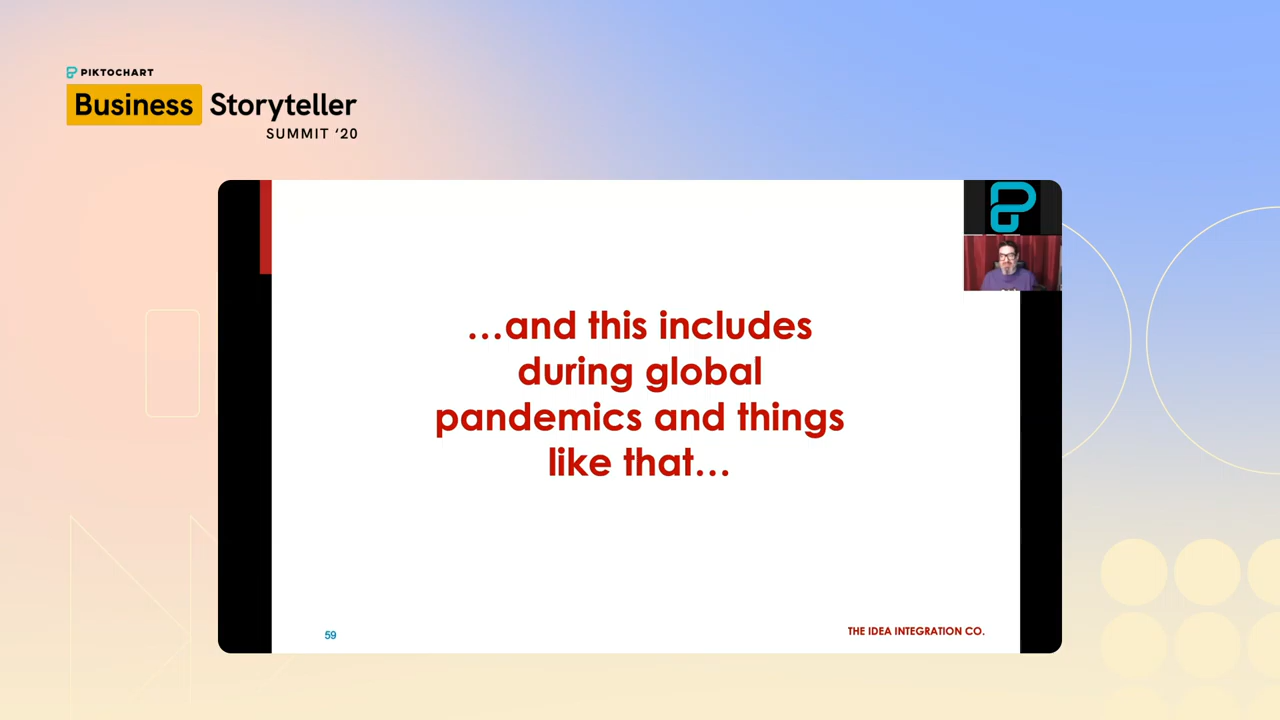 PIKTOCHART
Business Storyteller
SUMMIT ‘20
…and this includes
during global
pandemics and things
like that…
59
THE IDEA INTEGRATION CO.